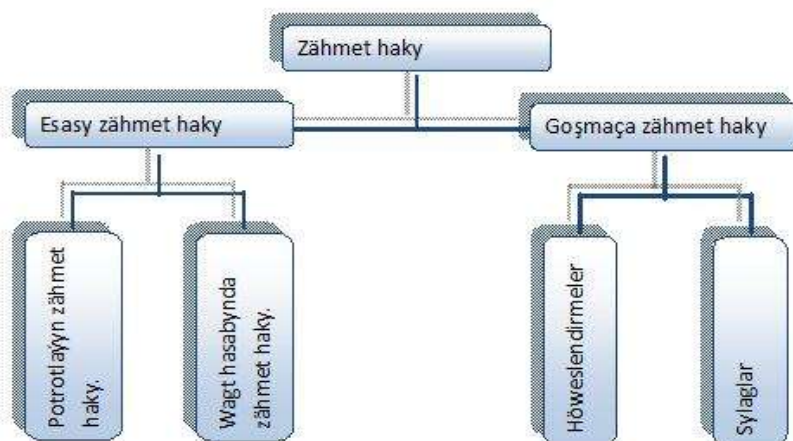 Zähmet haky
Esasy zähmet haky
Goşmaça zähmet haky
Potrotlaýyn zähmet
haky.
Wagt hasabynda
zähmet haky.
Höweslendirmeler
Sylaglar